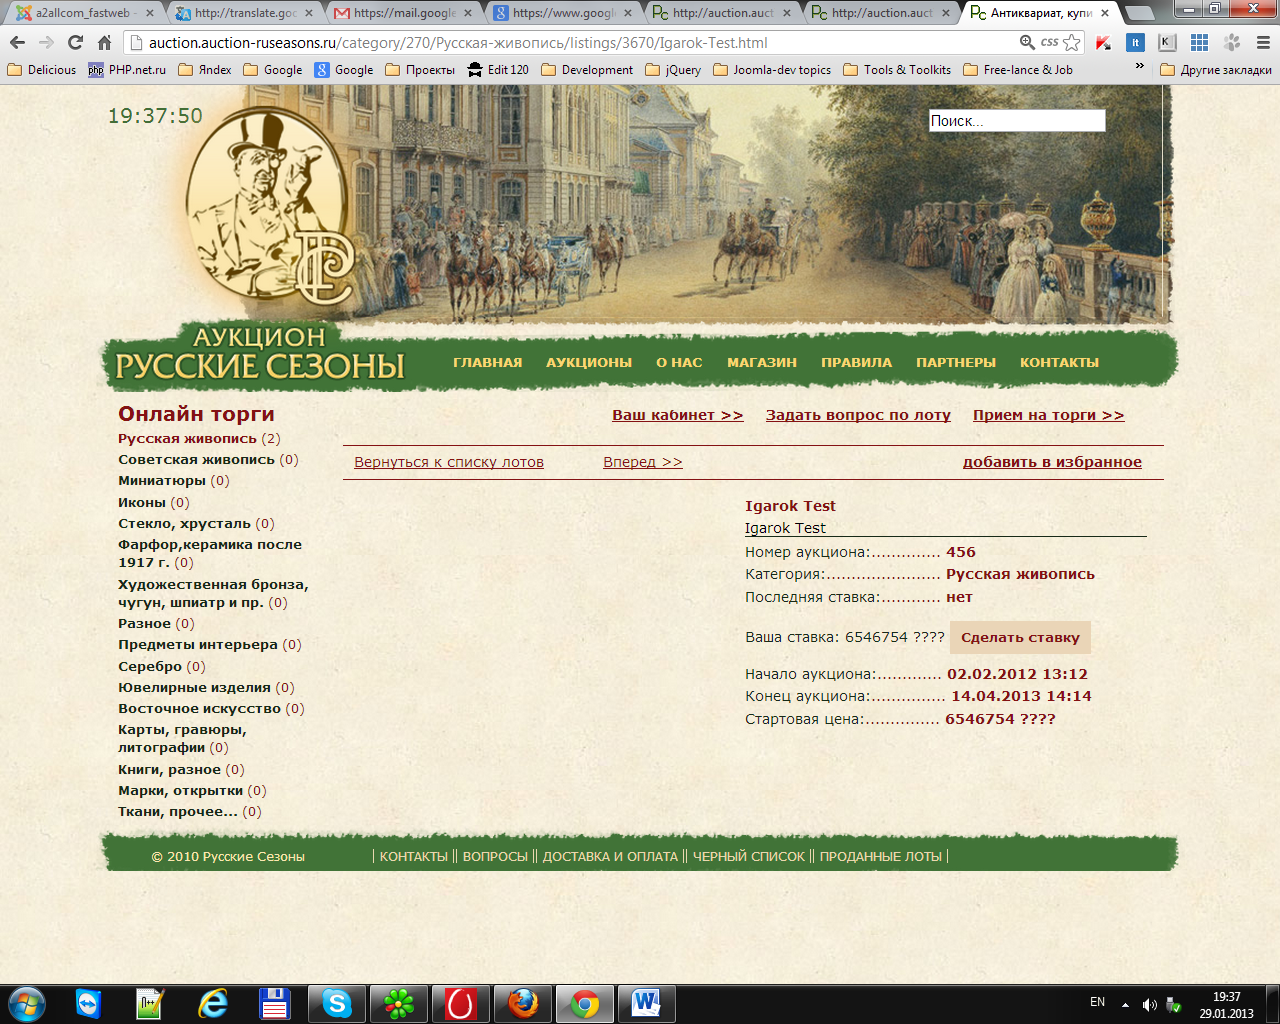 a2allcom_fastweb -
http://translate.goo
https://mail.google
https://www.googl
http://auction.auct
http://auction.auct
Антиквариат, купи
auction.auction-ruseasons.ru/category/270/Русская-живопись/listings/3670/Igarok-Test.html
css
It
K
Delicious
php PHP.net.ru
Яndex
Google
Google
Проекты
Edit 120
Development
jQuery
Joomla-dev topics
Tools & Toolkits
Free-lance & Job
»
Другие закладки
19:37:50
Поиск...
РС
АУКЦИОН
РУССКИЕ СЕЗОНЫ
ГЛАВНАЯ АУКЦИОНЫ О НАС МАГАЗИН ПРАВИЛА ПАРТНЕРЫ КОНТАКТЫ
Онлайн торги
Русская живопись (2)
Советская живопись (0)
Миниатюры (0)
Иконы (0)
Стекло, хрусталь (0)
Фарфор,керамика после
1917 г. (0)
Художественная бронза,
чугун, шпиатр и пр. (0)
Разное (0)
Предметы интерьера (0)
Серебро (0)
Ювелирные изделия (0)
Восточное искусство (0)
Карты, гравюры,
литографии (0)
Книги, разное (0)
Марки, открытки (0)
Ткани, прочее... (0)
Ваш кабинет >> Задать вопрос по лоту Прием на торги >>
Вернуться к списку лотов Вперед >> добавить в избранное
Igarok Test
Igarok Test
Номер аукциона:.............. 456
Категория:....................... Русская живопись
Последняя ставка:............ нет
Ваша ставка: 6546754 ???? Сделать ставку
Начало аукциона:............. 02.02.2012 13:12
Конец аукциона:............... 14.04.2013 14:14
Стартовая цена:............... 6546754 ????
© 2010 Русские Сезоны
| КОНТАКТЫ || ВОПРОСЫ || ДОСТАВКА И ОПЛАТА || ЧЕРНЫЙ СПИСОК || ПРОДАННЫЕ ЛОТЫ |
EN
19:37
29.01.2013